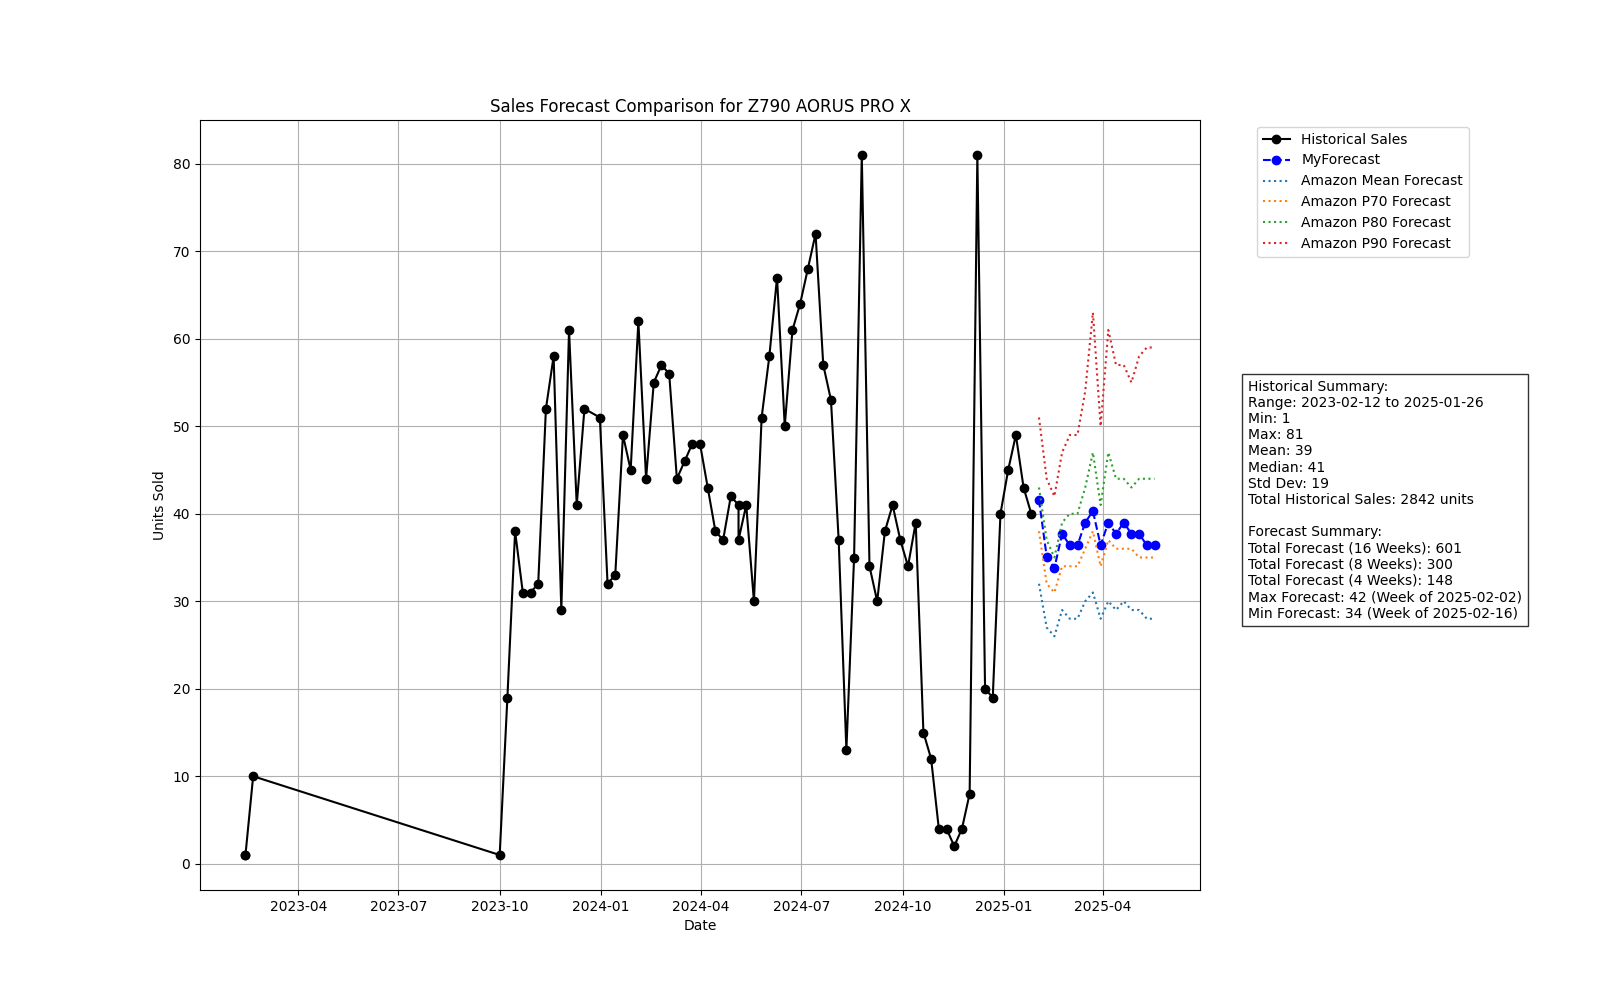 Sales Forecast Comparison for Z790 AORUS PRO X
Units Sold
80
70
60
50
40
30
20
10
0
2023-04 2023-07 2023-10 2024-01 2024-04 2024-07 2024-10 2025-01 2025-04
Date
Historical Sales
MyForecast
Amazon Mean Forecast
Amazon P70 Forecast
Amazon P80 Forecast
Amazon P90 Forecast
Historical Summary:
Range: 2023-02-12 to 2025-01-26
Min: 1
Max: 81
Mean: 39
Median: 41
Std Dev: 19
Total Historical Sales: 2842 units
Forecast Summary:
Total Forecast (16 Weeks): 601
Total Forecast (8 Weeks): 300
Total Forecast (4 Weeks): 148
Max Forecast: 42 (Week of 2025-02-02)
Min Forecast: 34 (Week of 2025-02-16)